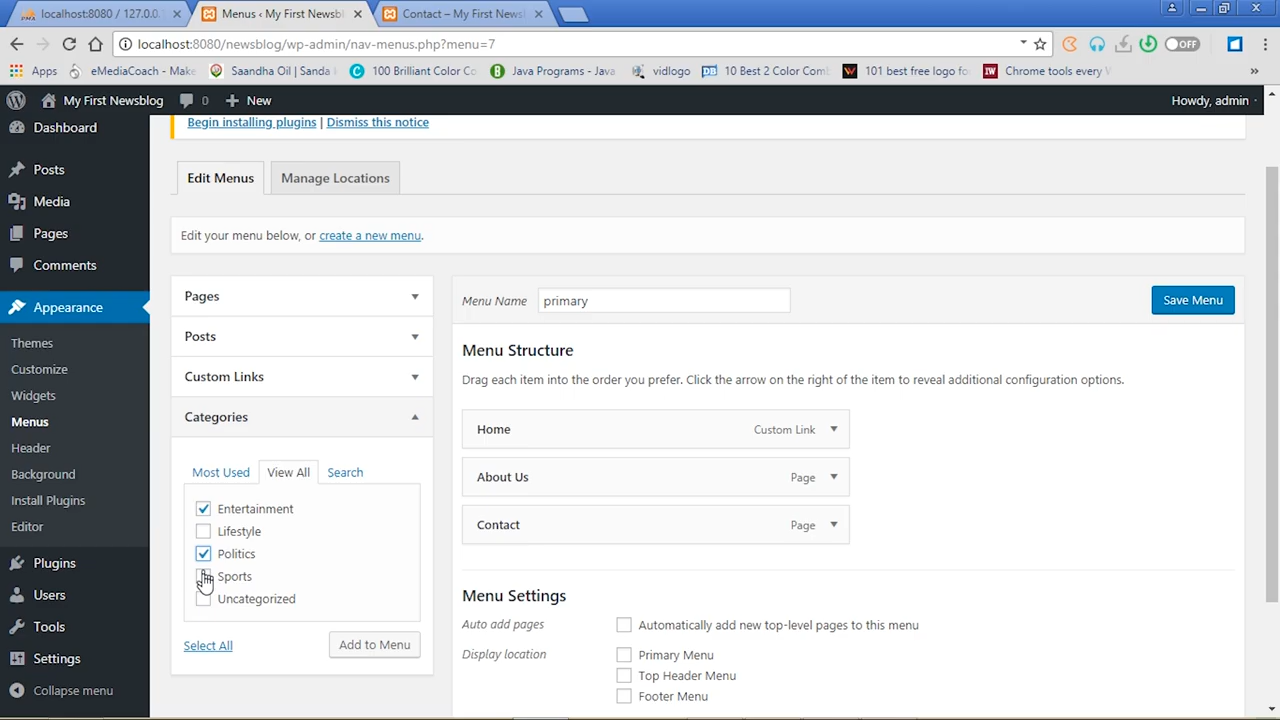 localhost:8080 / 127.0.0.
Menus ‹ My First Newsbl
Contact – My First News
localhost:8080/newsblog/wp-admin/nav-menus.php?menu=7
OFF
Apps
eMediaCoach - Make
Saandha Oil | Sanda
100 Brilliant Color Co
Java Programs - Java
vidlogo
10 Best 2 Color Comb
101 best free logo fo
Chrome tools every W
»
My First Newsblog
0
New
Howdy, admin
Dashboard
Posts
Media
Pages
Comments
Appearance
Themes
Customize
Widgets
Menus
Header
Background
Install Plugins
Editor
Plugins
Users
Tools
Settings
Collapse menu
Begin installing plugins | Dismiss this notice
Edit Menus
Manage Locations
Edit your menu below, or create a new menu.
Pages
Posts
Custom Links
Categories
Most Used
View All
Search
Entertainment
Lifestyle
Politics
Sports
Uncategorized
Select All
Add to Menu
Menu Name
primary
Save Menu
Menu Structure
Drag each item into the order you prefer. Click the arrow on the right of the item to reveal additional configuration options.
Home
Custom Link
About Us
Page
Contact
Page
Menu Settings
Auto add pages
Automatically add new top-level pages to this menu
Display location
Primary Menu
Top Header Menu
Footer Menu